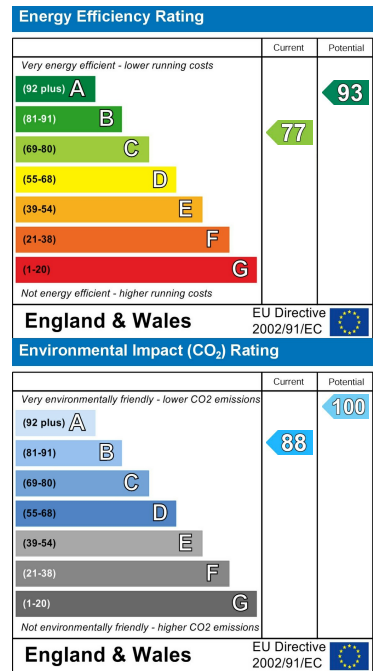 Energy Efficiency Rating
Current Potential
Very energy efficient - lower running costs
(92 plus) A
93
(81-91) B
77
(69-80) C
(55-68) D
(39-54) E
(21-38) F
(1-20) G
Not energy efficient - higher running costs
England & Wales
EU Directive
2002/91/EC
Environmental Impact (CO₂) Rating
Current Potential
Very environmentally friendly - lower CO2 emissions
100
(92 plus) A
(81-91) B
88
(69-80) C
(55-68) D
(39-54) E
(21-38) F
(1-20) G
Not environmentally friendly - higher CO2 emissions
England & Wales
EU Directive
2002/91/EC